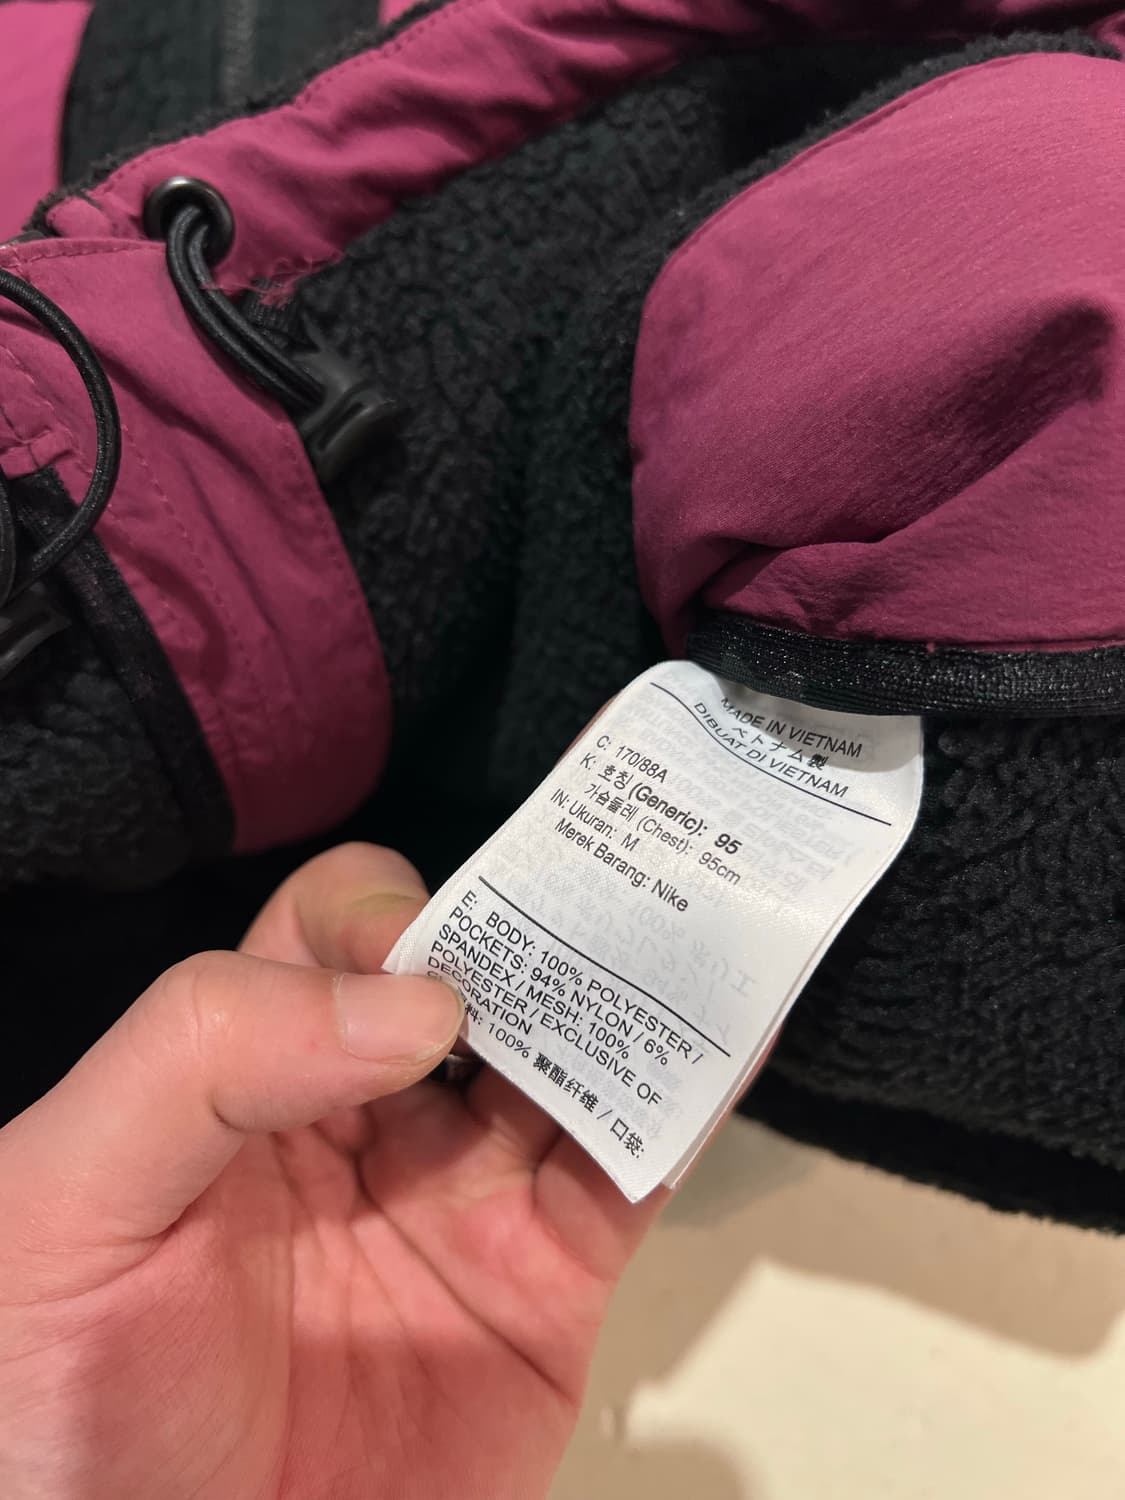 MADE IN VIETNAM
ベトナム製
DIBUAT DI VIETNAM
C: 170/88A
K: 호칭 (Generic): 95
가슴둘레 (Chest): 95cm
IN: Ukuran: M
Merek Barang: Nike
E: BODY: 100% POLYESTER /
POCKETS: 94% NYLON / 6%
SPANDEX / MESH: 100%
POLYESTER / EXCLUSIVE OF
DECORATION
料: 100% 聚酯纤维 / 口袋: